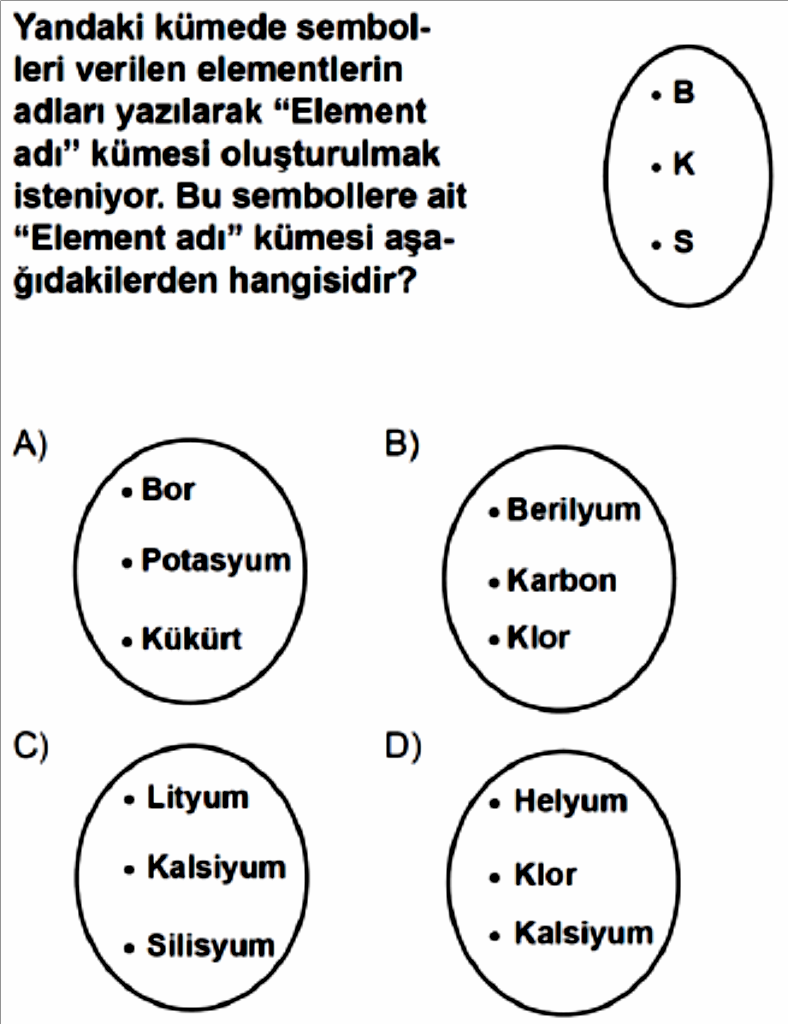 Yandaki kümede sembol-
leri verilen elementlerin
adları yazılarak “Element
adı” kümesi oluşturulmak
isteniyor. Bu sembollere ait
“Element adı” kümesi aşa-
ğıdakilerden hangisidir?
• B
• K
• S
A)
• Bor
• Potasyum
• Kükürt
B)
• Berilyum
• Karbon
• Klor
C)
• Lityum
• Kalsiyum
• Silisyum
D)
• Helyum
• Klor
• Kalsiyum